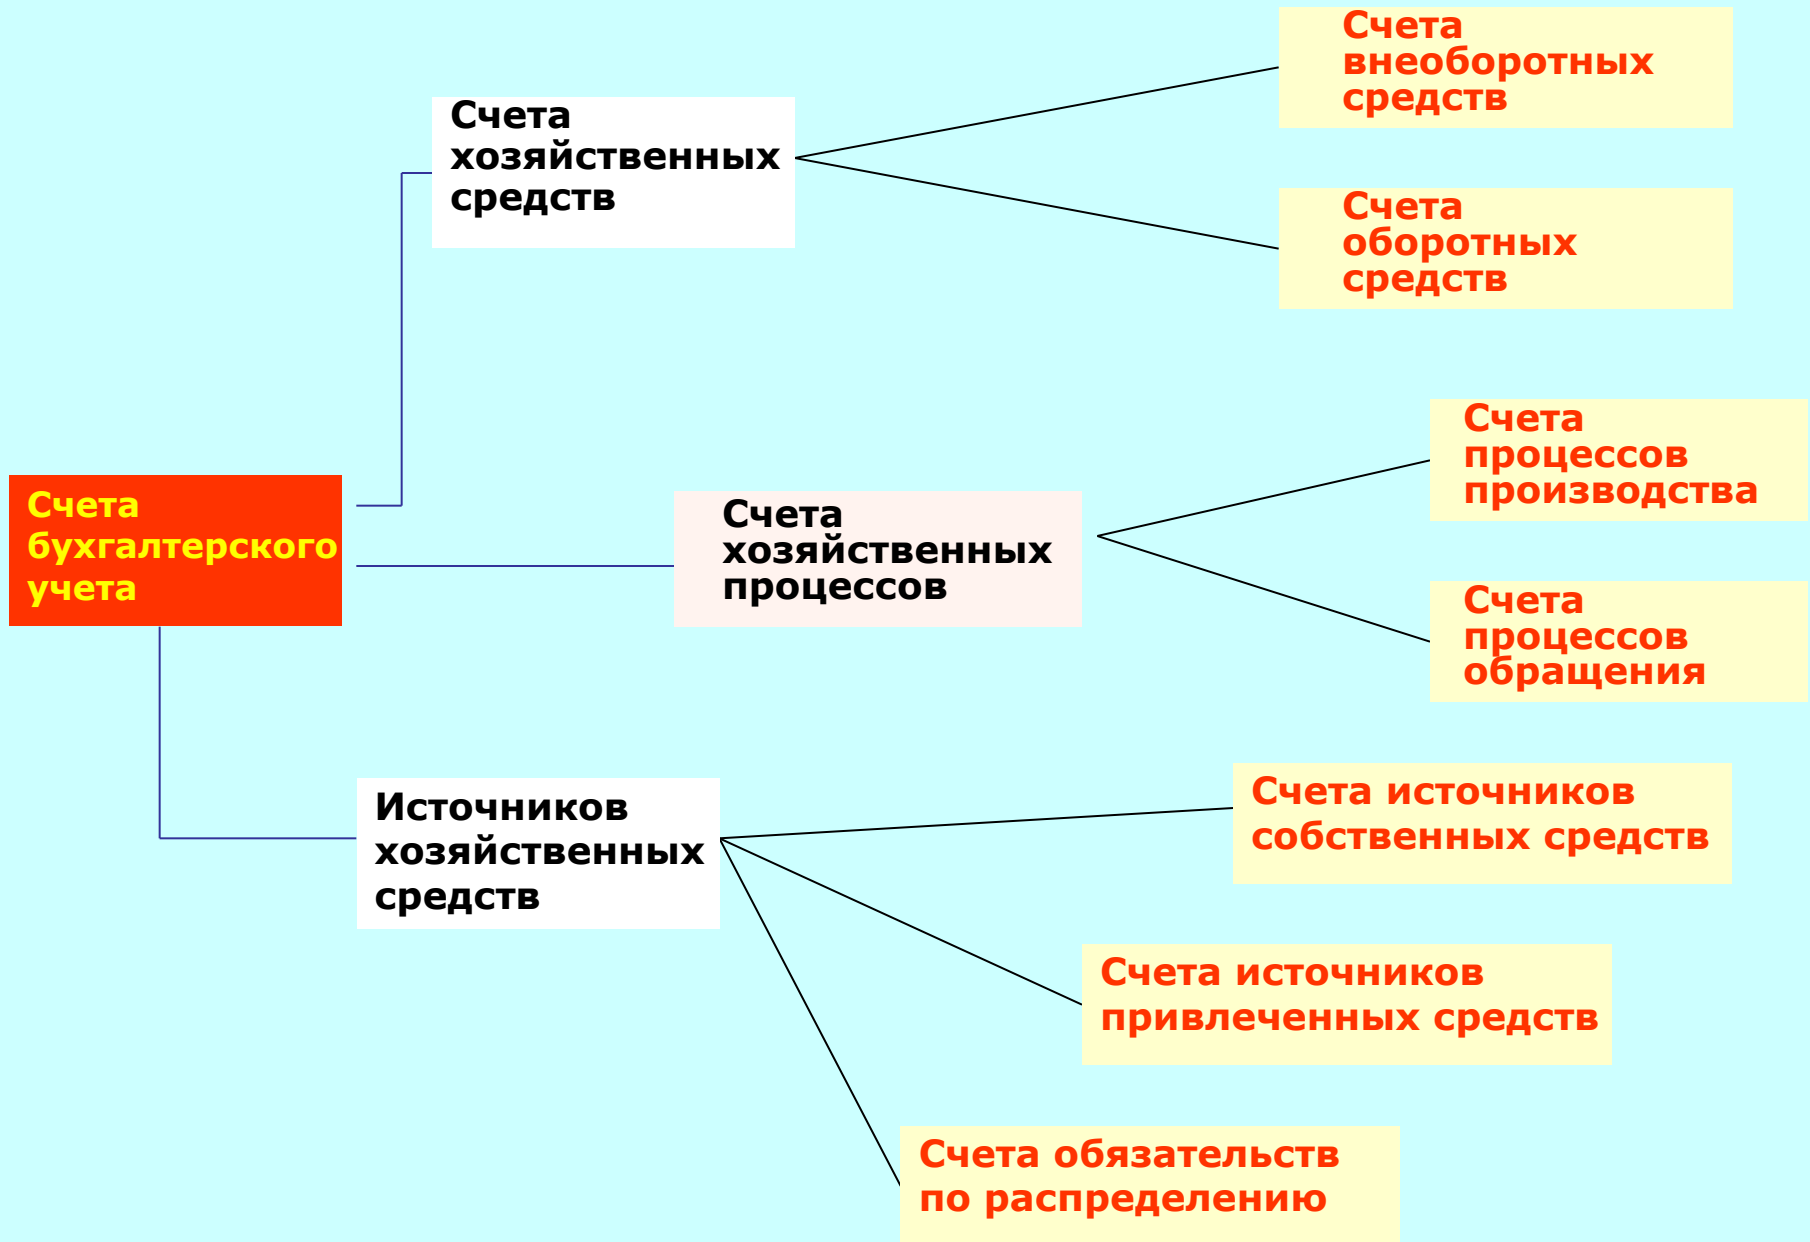 Счета
внеоборотных
средств
Счета
хозяйственных
средств
Счета
оборотных
средств
Счета
процессов
производства
Счета
бухгалтерского
учета
Счета
хозяйственных
процессов
Счета
процессов
обращения
Источников
хозяйственных
средств
Счета источников
собственных средств
Счета источников
привлеченных средств
Счета обязательств
по распределению